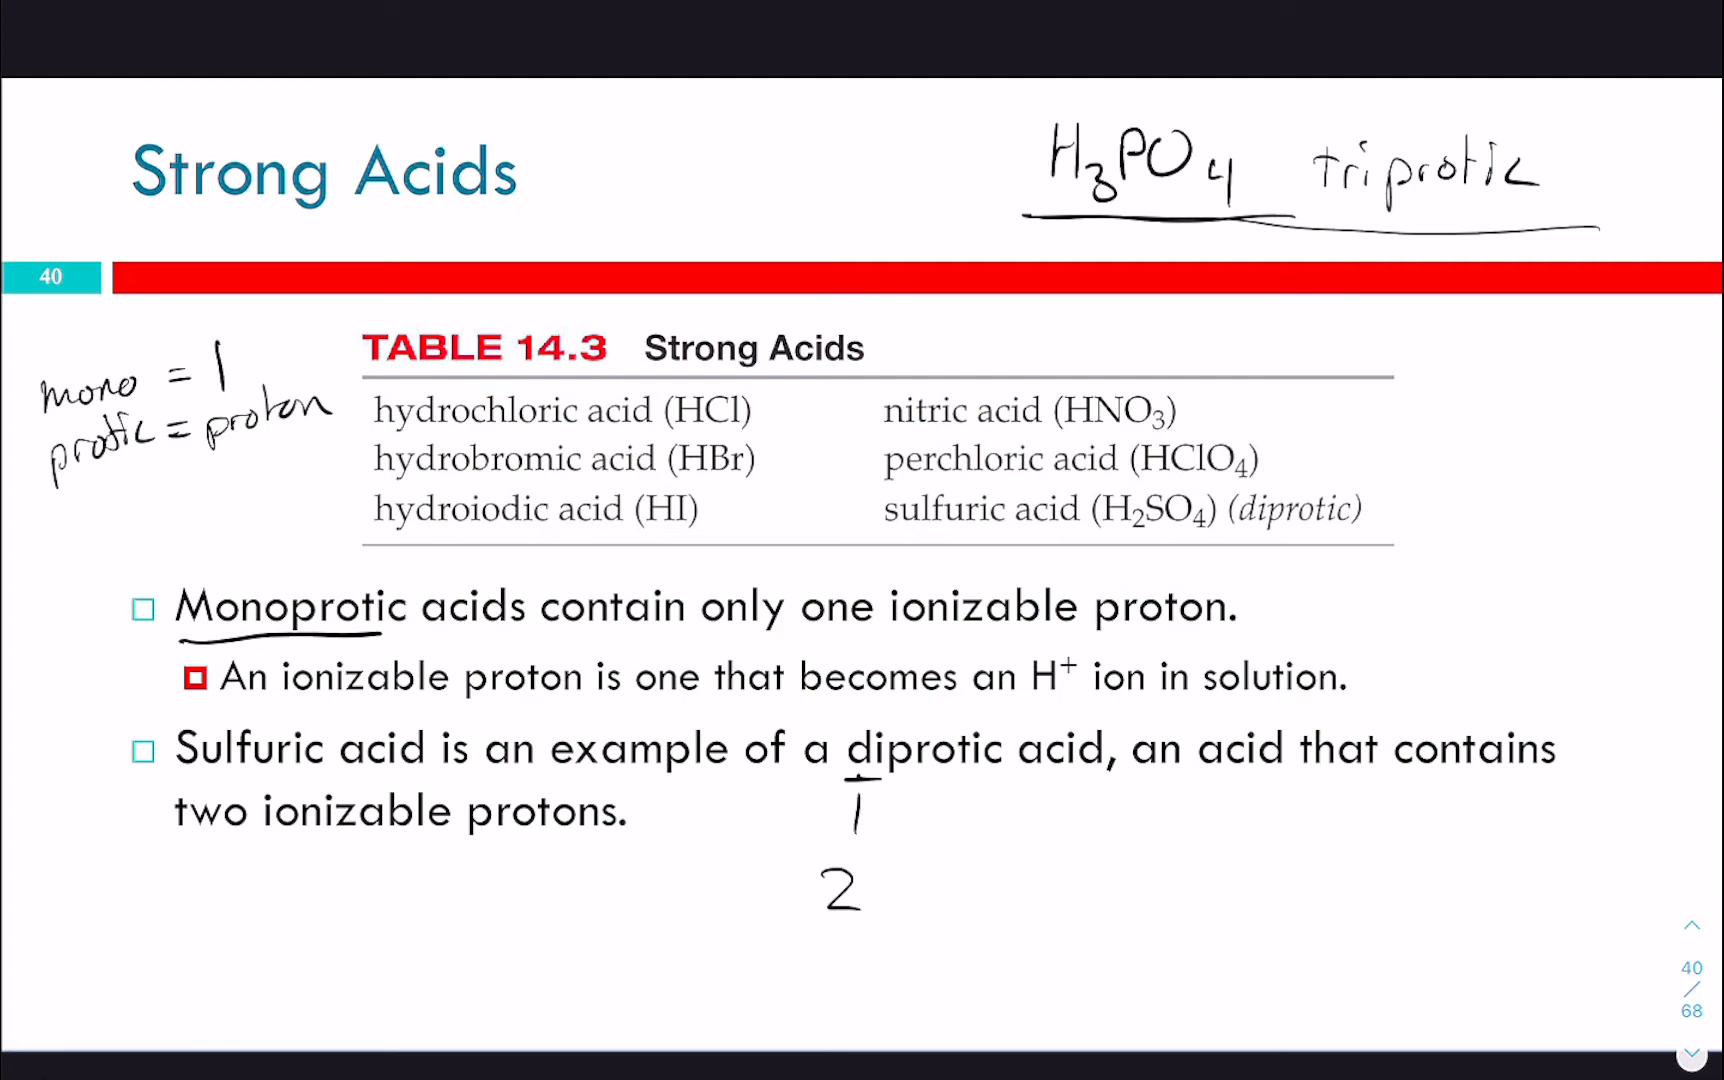 Strong Acids
H₃PO₄ triprotic
40
mono = 1
protic = proton
TABLE 14.3 Strong Acids
hydrochloric acid (HCl) nitric acid (HNO₃)
hydrobromic acid (HBr) perchloric acid (HClO₄)
hydroiodic acid (HI) sulfuric acid (H₂SO₄) (diprotic)
Monoprotic acids contain only one ionizable proton.
An ionizable proton is one that becomes an H⁺ ion in solution.
Sulfuric acid is an example of a diprotic acid, an acid that contains
two ionizable protons.
2
40
/
68